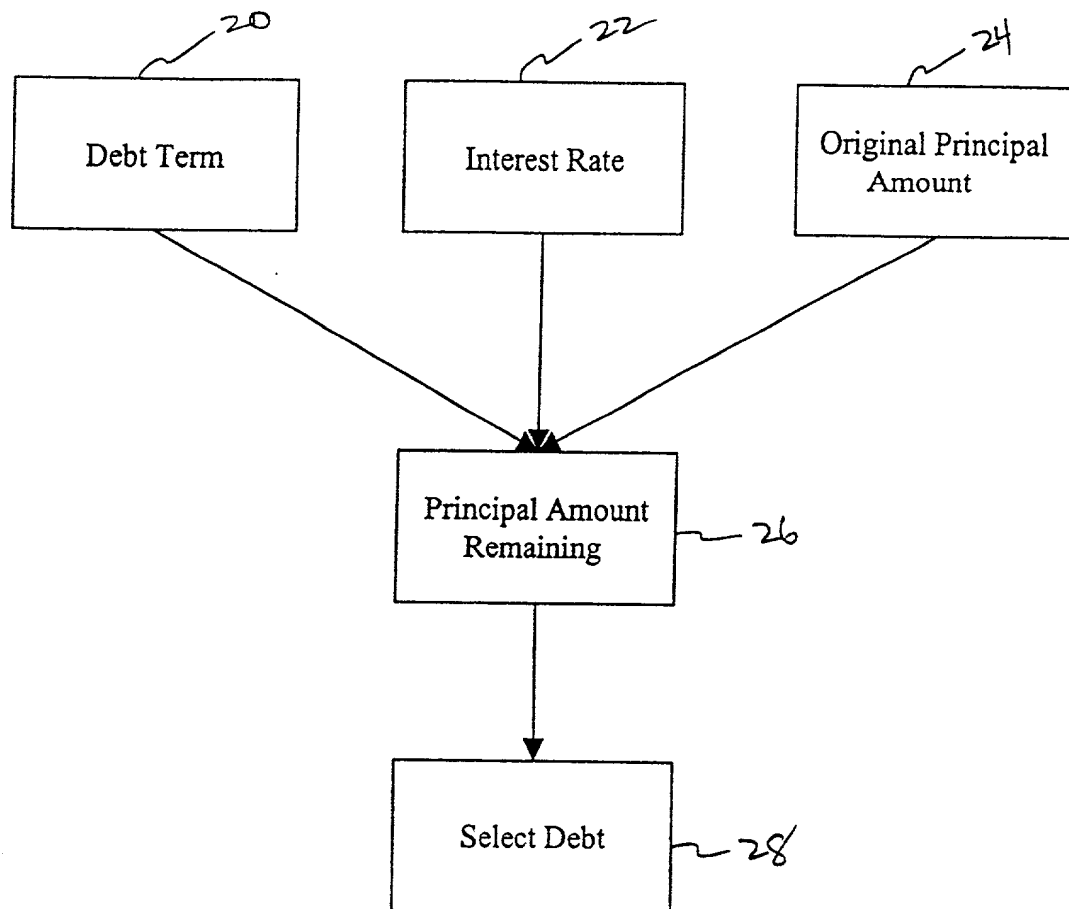 20
22
24
Debt Term
Interest Rate
Original Principal
Amount
Principal Amount
Remaining
26
Select Debt
28